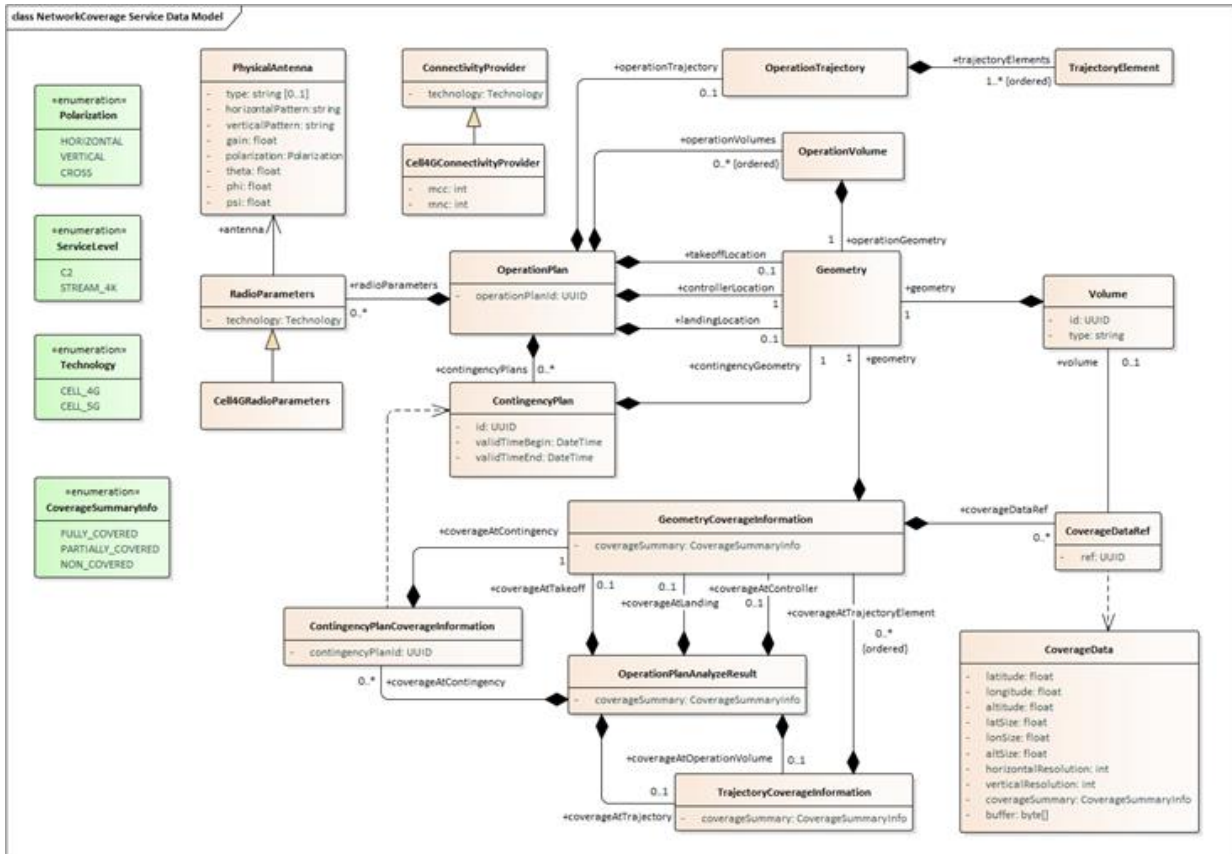 class NetworkCoverage Service Data Model
«enumeration»
Polarization
HORIZONTAL
VERTICAL
CROSS
«enumeration»
ServiceLevel
C2
STREAM_4K
«enumeration»
Technology
CELL_4G
CELL_5G
«enumeration»
CoverageSummaryInfo
FULLY_COVERED
PARTIALLY_COVERED
NON_COVERED
PhysicalAntenna
- type: string [0..1]
- horizontalPattern: string
- verticalPattern: string
- gain: float
- polarization: Polarization
- theta: float
- phi: float
- psi: float
+antenna
RadioParameters
- technology: Technology
Cell4GRadioParameters
ConnectivityProvider
- technology: Technology
Cell4GConnectivityProvider
- mcc: int
- mnc: int
+radioParameters
0..*
OperationPlan
- operationPlanId: UUID
+operationTrajectory
0..1
OperationTrajectory
+trajectoryElements
1..* {ordered}
TrajectoryElement
+operationVolumes
0..* {ordered}
OperationVolume
1
+operationGeometry
+takeoffLocation
0..1
+controllerLocation
1
+landingLocation
0..1
Geometry
+geometry
1
Volume
- id: UUID
- type: string
+volume
0..1
+contingencyPlans
0..*
+contingencyGeometry
1
1
+geometry
ContingencyPlan
- id: UUID
- validTimeBegin: DateTime
- validTimeEnd: DateTime
GeometryCoverageInformation
- coverageSummary: CoverageSummaryInfo
+coverageDataRef
0..*
CoverageDataRef
- ref: UUID
+coverageAtContingency
1
+coverageAtTakeoff
0..1
0..1
+coverageAtLanding
+coverageAtController
0..1
+coverageAtTrajectoryElement
0..*
{ordered}
ContingencyPlanCoverageInformation
- contingencyPlanId: UUID
0..*
+coverageAtContingency
OperationPlanAnalyzeResult
- coverageSummary: CoverageSummaryInfo
+coverageAtOperationVolume
0..1
0..1
+coverageAtTrajectory
TrajectoryCoverageInformation
- coverageSummary: CoverageSummaryInfo
CoverageData
- latitude: float
- longitude: float
- altitude: float
- latSize: float
- lonSize: float
- altSize: float
- horizontalResolution: int
- verticalResolution: int
- coverageSummary: CoverageSummaryInfo
- buffer: byte[]